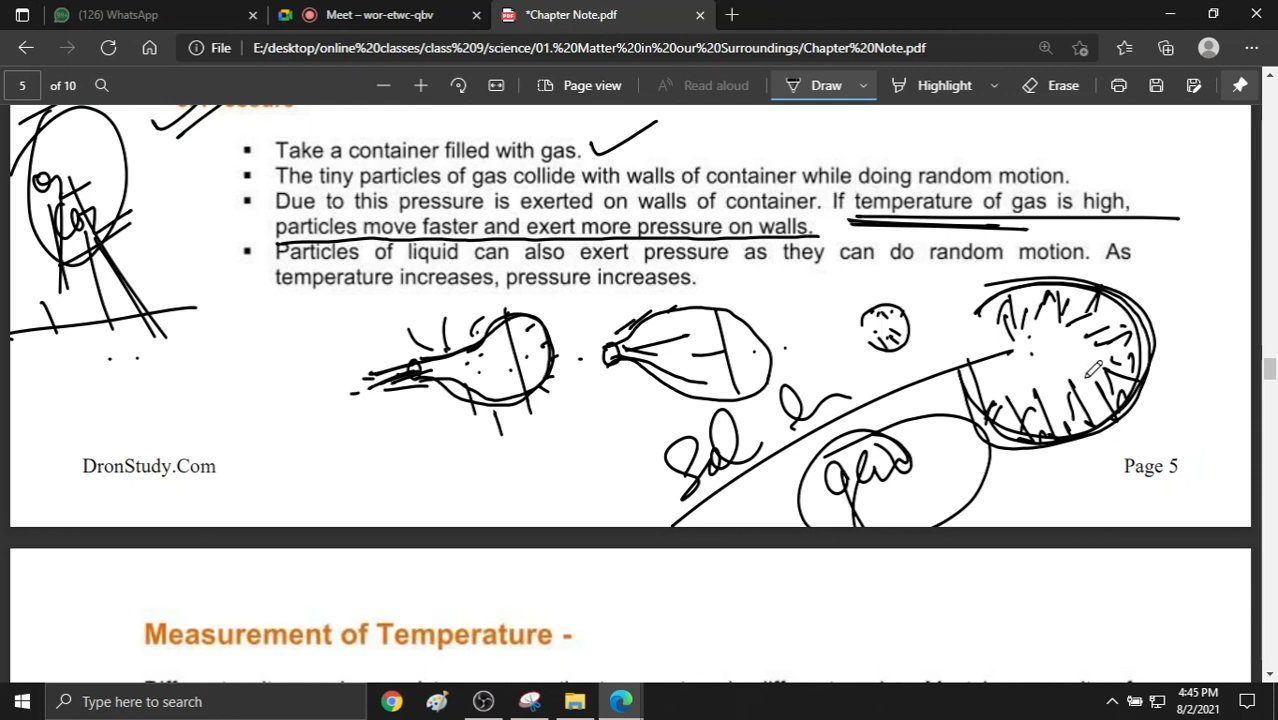 (126) WhatsApp
Meet – wor-etwc-qbv
*Chapter Note.pdf
File
E:/desktop/online%20classes/class%209/science/01.%20Matter%20in%20our%20Surroundings/Chapter%20Note.pdf
5 of 10
Page view
Read aloud
Draw
Highlight
Erase
▪ Take a container filled with gas.
▪ The tiny particles of gas collide with walls of container while doing random motion.
▪ Due to this pressure is exerted on walls of container. If temperature of gas is high,
particles move faster and exert more pressure on walls.
▪ Particles of liquid can also exert pressure as they can do random motion. As
temperature increases, pressure increases.
DronStudy.Com
Page 5
Measurement of Temperature -
Type here to search
4:45 PM
8/2/2021